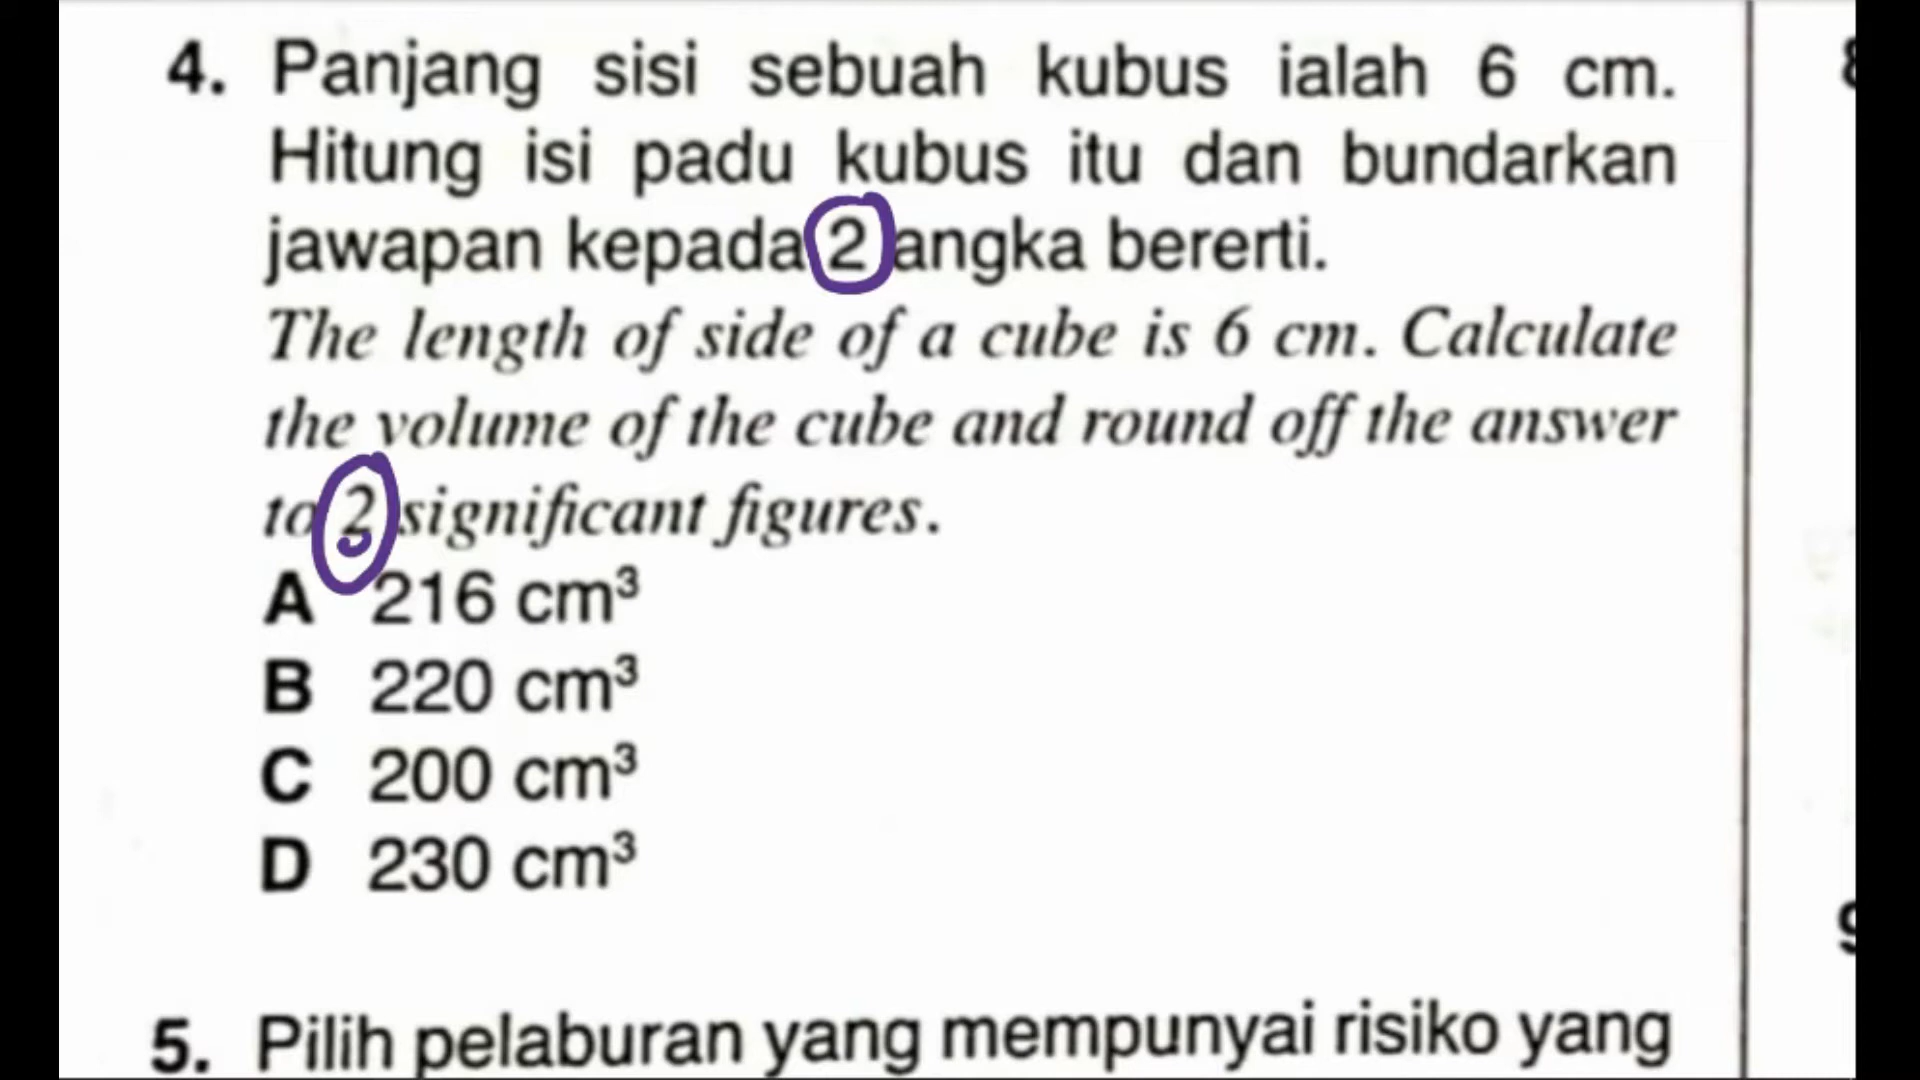 4. Panjang sisi sebuah kubus ialah 6 cm.
Hitung isi padu kubus itu dan bundarkan
jawapan kepada 2 angka bererti.
The length of side of a cube is 6 cm. Calculate
the volume of the cube and round off the answer
to 2 significant figures.
A 216 cm³
B 220 cm³
C 200 cm³
D 230 cm³
5. Pilih pelaburan yang mempunyai risiko yang